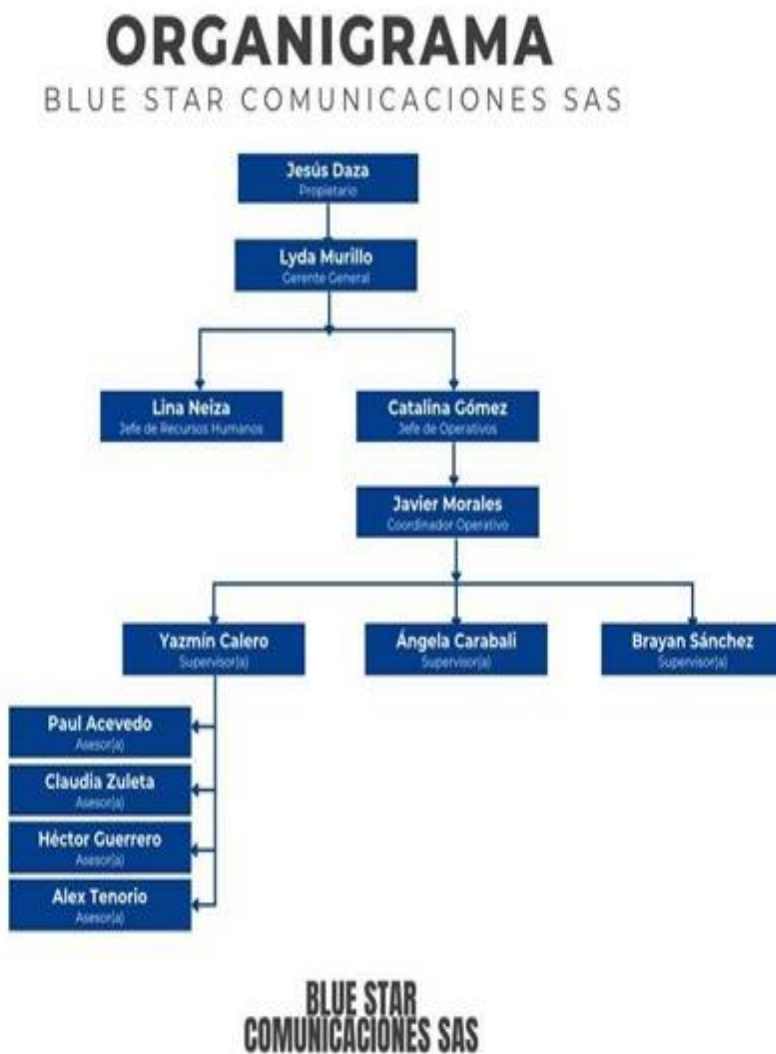 ORGANIGRAMA
BLUE STAR COMUNICACIONES SAS
Jesús Daza
Propietario
Lyda Murillo
Gerente General
Lina Neiza
Jefe de Recursos Humanos
Catalina Gómez
Jefe de Operativos
Javier Morales
Coordinador Operativo
Yazmín Calero
Supervisor(a)
Ángela Carabali
Supervisor(a)
Brayan Sánchez
Supervisor(a)
Paul Acevedo
Asesor(a)
Claudia Zuleta
Asesor(a)
Héctor Guerrero
Asesor(a)
Alex Tenorio
Asesor(a)
BLUE STAR
COMUNICACIONES SAS